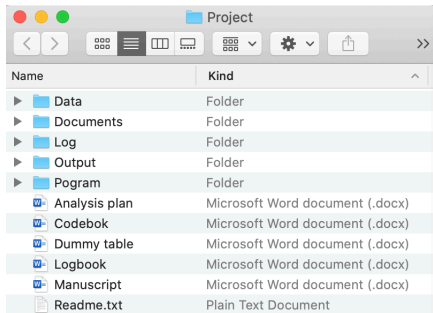 Project
Name Kind
Data Folder
Documents Folder
Log Folder
Output Folder
Pogram Folder
Analysis plan Microsoft Word document (.docx)
Codebok Microsoft Word document (.docx)
Dummy table Microsoft Word document (.docx)
Logbook Microsoft Word document (.docx)
Manuscript Microsoft Word document (.docx)
Readme.txt Plain Text Document